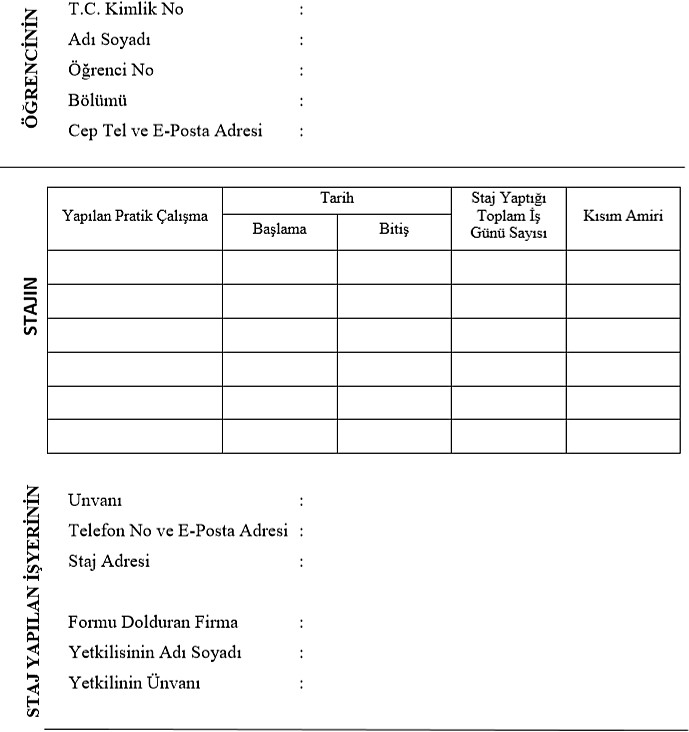 ÖĞRENCİNİN
T.C. Kimlik No :
Adı Soyadı :
Öğrenci No :
Bölümü :
Cep Tel ve E-Posta Adresi :
STAJIN
Yapılan Pratik Çalışma
Tarih
Başlama
Bitiş
Staj Yaptığı
Toplam İş
Günü Sayısı
Kısım Amiri
STAJ YAPILAN İŞYERİNİN
Unvanı :
Telefon No ve E-Posta Adresi :
Staj Adresi :
Formu Dolduran Firma :
Yetkilisinin Adı Soyadı :
Yetkilinin Ünvanı :